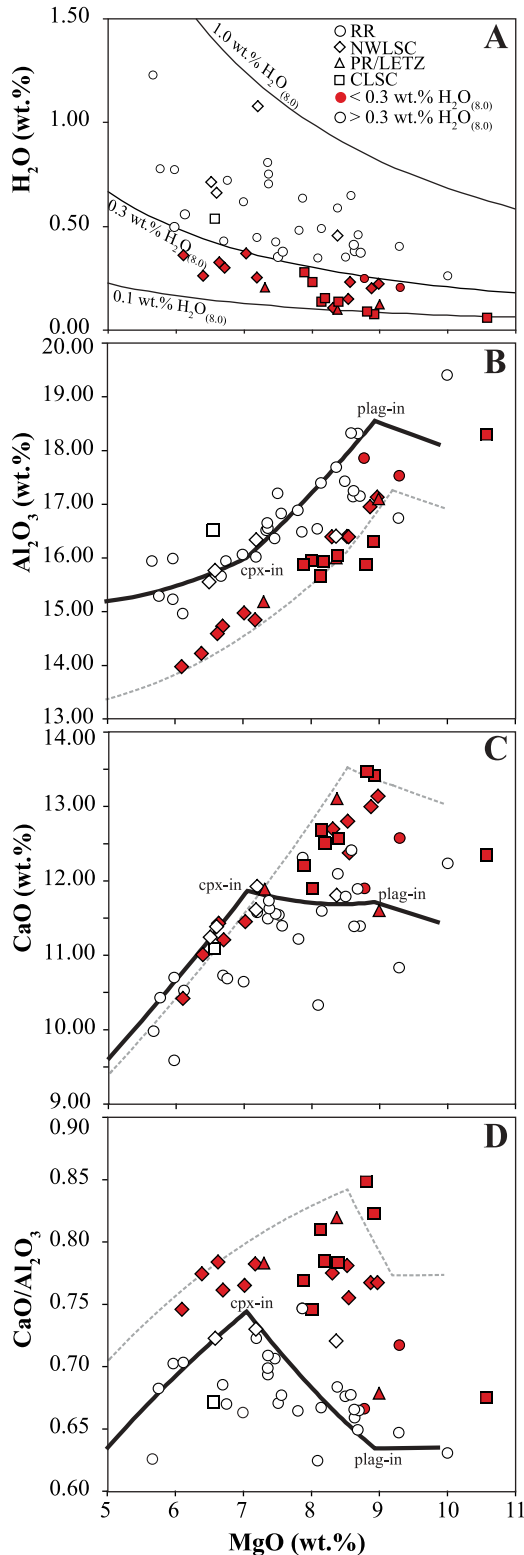 A
RR
NWLSC
PR/LETZ
CLSC
< 0.3 wt.% H₂O₍₈.₀₎
> 0.3 wt.% H₂O₍₈.₀₎
1.0 wt.% H₂O₍₈.₀₎
0.3 wt.% H₂O₍₈.₀₎
0.1 wt.% H₂O₍₈.₀₎
H₂O (wt.%)
1.50
1.00
0.50
0.00
B
plag-in
cpx-in
Al₂O₃ (wt.%)
20.00
19.00
18.00
17.00
16.00
15.00
14.00
13.00
C
cpx-in
plag-in
CaO (wt.%)
14.00
13.00
12.00
11.00
10.00
9.00
D
cpx-in
plag-in
CaO/Al₂O₃
0.90
0.85
0.80
0.75
0.70
0.65
0.60
5 6 7 8 9 10 11
MgO (wt.%)